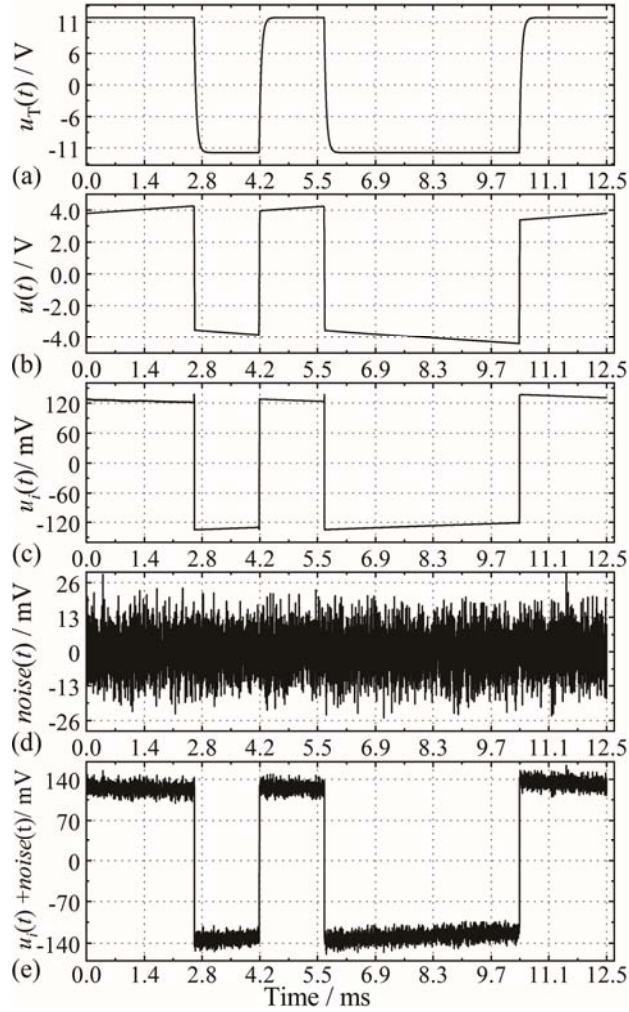 u_T(t) / V
11
6
0
-6
-11
(a)
0.0 1.4 2.8 4.2 5.5 6.9 8.3 9.7 11.1 12.5
u(t) / V
4.0
2.0
0.0
-2.0
-4.0
(b)
0.0 1.4 2.8 4.2 5.5 6.9 8.3 9.7 11.1 12.5
u_i(t)/ mV
120
60
0
-60
-120
(c)
0.0 1.4 2.8 4.2 5.5 6.9 8.3 9.7 11.1 12.5
noise(t) / mV
26
13
0
-13
-26
(d)
0.0 1.4 2.8 4.2 5.5 6.9 8.3 9.7 11.1 12.5
u_i(t) +noise(t)/ mV
140
70
0
-70
-140
(e)
0.0 1.4 2.8 4.2 5.5 6.9 8.3 9.7 11.1 12.5
Time / ms